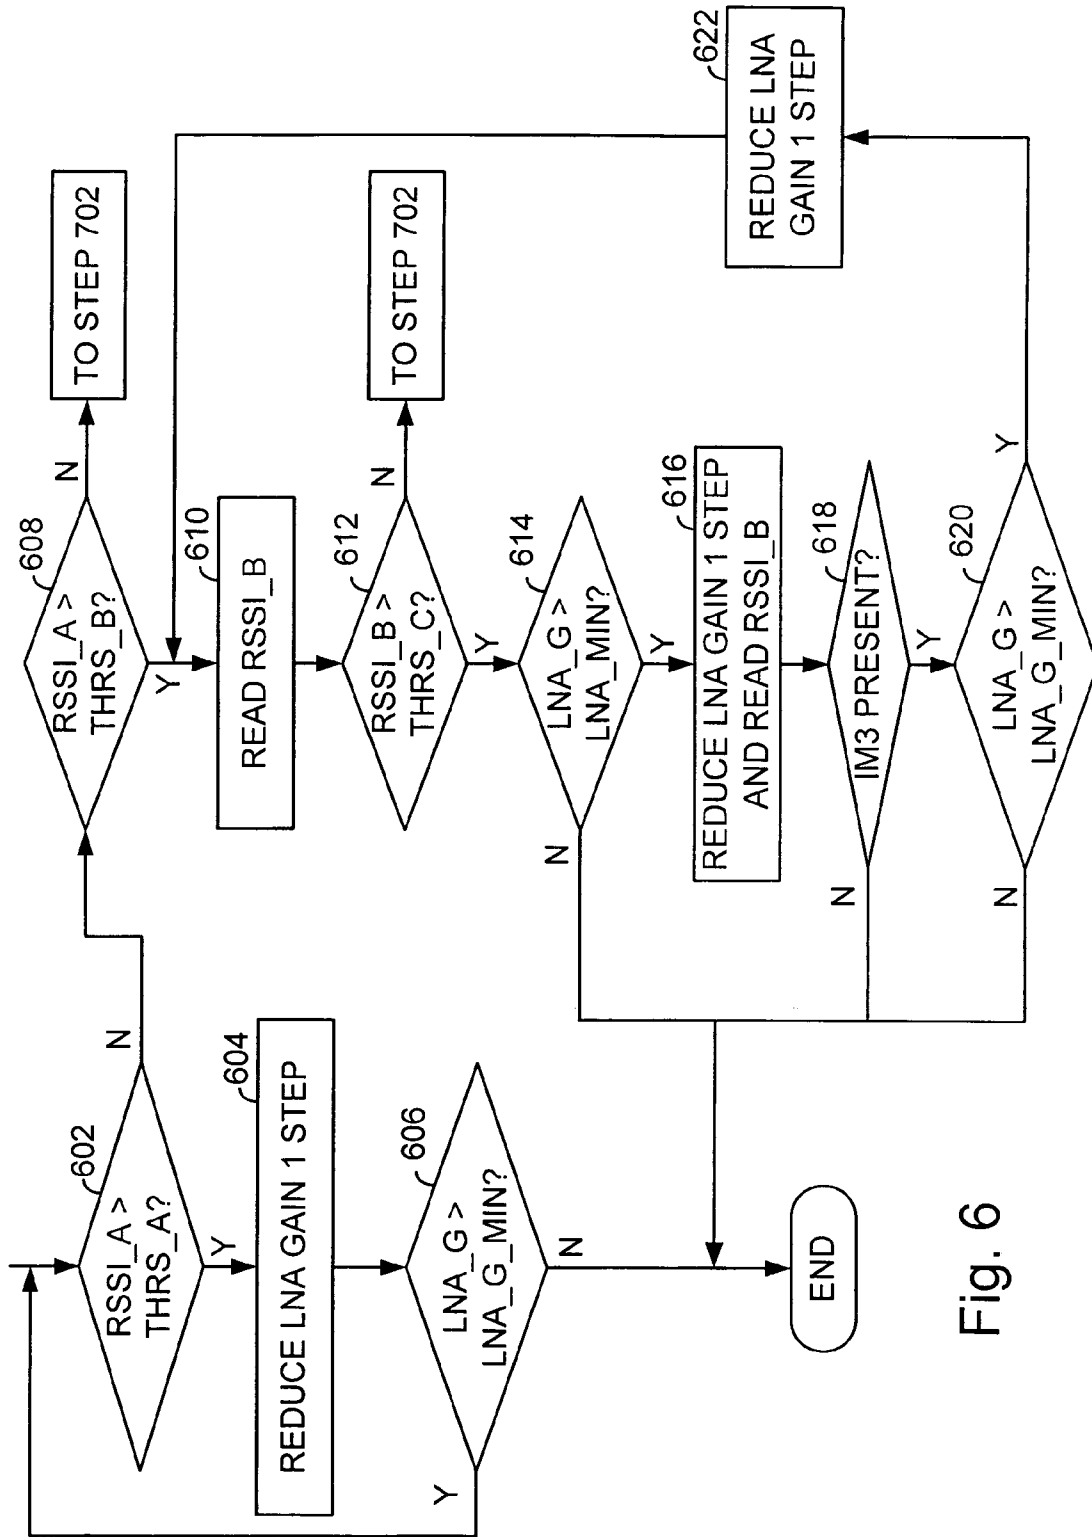 602
RSSI_A >
THRS_A?
N
Y
604
REDUCE LNA GAIN 1 STEP
606
LNA_G >
LNA_G_MIN?
Y
N
END
608
RSSI_A >
THRS_B?
N
TO STEP 702
Y
610
READ RSSI_B
612
RSSI_B >
THRS_C?
N
TO STEP 702
Y
614
LNA_G >
LNA_MIN?
N
Y
616
REDUCE LNA GAIN 1 STEP
AND READ RSSI_B
618
IM3 PRESENT?
N
Y
620
LNA_G >
LNA_G_MIN?
N
Y
622
REDUCE LNA
GAIN 1 STEP
Fig. 6